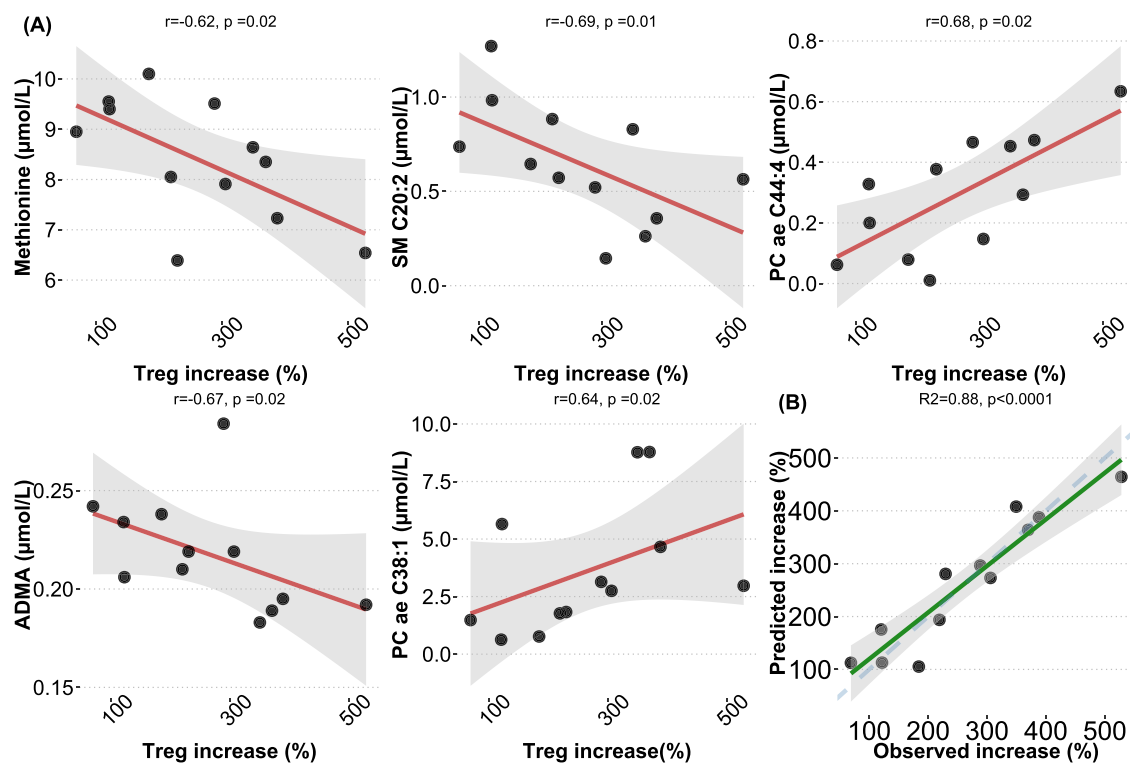 (A)
r=-0.62, p =0.02
Methionine (μmol/L)
10
9
8
7
6
100
300
500
Treg increase (%)
r=-0.69, p =0.01
SM C20:2 (μmol/L)
1.0
0.5
0.0
100
300
500
Treg increase (%)
r=0.68, p =0.02
PC ae C44:4 (μmol/L)
0.8
0.6
0.4
0.2
0.0
100
300
500
Treg increase (%)
r=-0.67, p =0.02
ADMA (μmol/L)
0.25
0.20
0.15
100
300
500
Treg increase (%)
r=0.64, p =0.02
PC ae C38:1 (μmol/L)
10.0
7.5
5.0
2.5
0.0
100
300
500
Treg increase(%)
(B)
R2=0.88, p<0.0001
Predicted increase (%)
500
400
300
200
100
100 200 300 400 500
Observed increase (%)